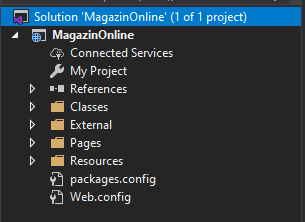 Solution 'MagazinOnline' (1 of 1 project)
MagazinOnline
Connected Services
My Project
References
Classes
External
Pages
Resources
packages.config
Web.config